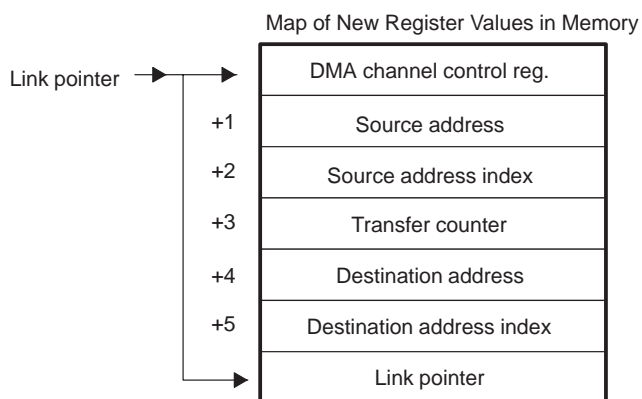 Map of New Register Values in Memory
Link pointer
DMA channel control reg.
+1 Source address
+2 Source address index
+3 Transfer counter
+4 Destination address
+5 Destination address index
Link pointer